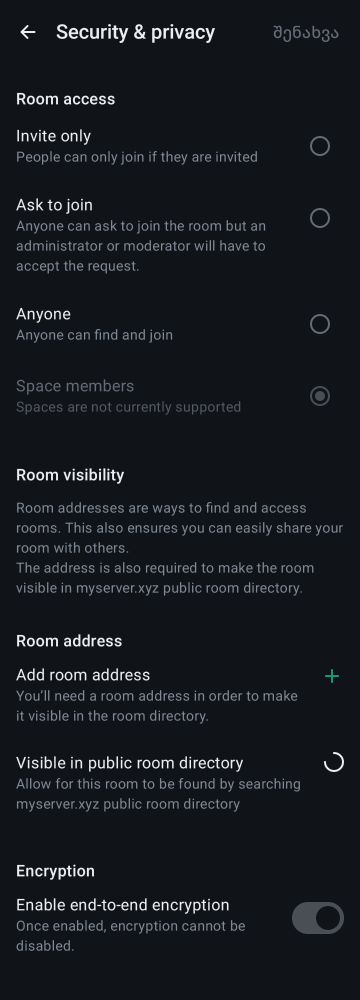 Security & privacy
შენახვა
Room access
Invite only
People can only join if they are invited
Ask to join
Anyone can ask to join the room but an
administrator or moderator will have to
accept the request.
Anyone
Anyone can find and join
Space members
Spaces are not currently supported
Room visibility
Room addresses are ways to find and access
rooms. This also ensures you can easily share your
room with others.
The address is also required to make the room
visible in myserver.xyz public room directory.
Room address
Add room address
You’ll need a room address in order to make
it visible in the room directory.
Visible in public room directory
Allow for this room to be found by searching
myserver.xyz public room directory
Encryption
Enable end-to-end encryption
Once enabled, encryption cannot be
disabled.